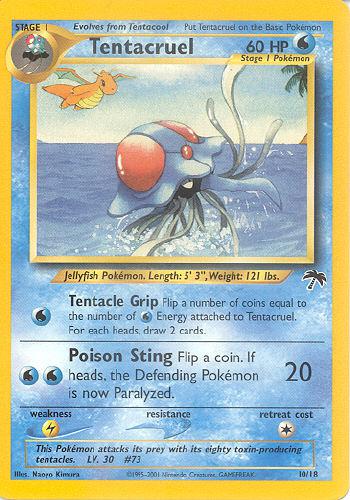 STAGE 1 Evolves from Tentacool Put Tentacruel on the Basic Pokémon
Tentacruel 60 HP
Stage 1 Pokémon
Jellyfish Pokémon. Length: 5' 3", Weight: 121 lbs.
Tentacle Grip Flip a number of coins equal to
the number of Energy attached to Tentacruel.
For each heads, draw 2 cards.
Poison Sting Flip a coin. If
heads, the Defending Pokémon
is now Paralyzed.
20
weakness resistance retreat cost
This Pokémon attacks its prey with its eighty toxin-producing
tentacles. LV. 30 #73
Illus. Naoyo Kimura ©1995-2001 Nintendo, Creatures, GAMEFREAK. 10/18